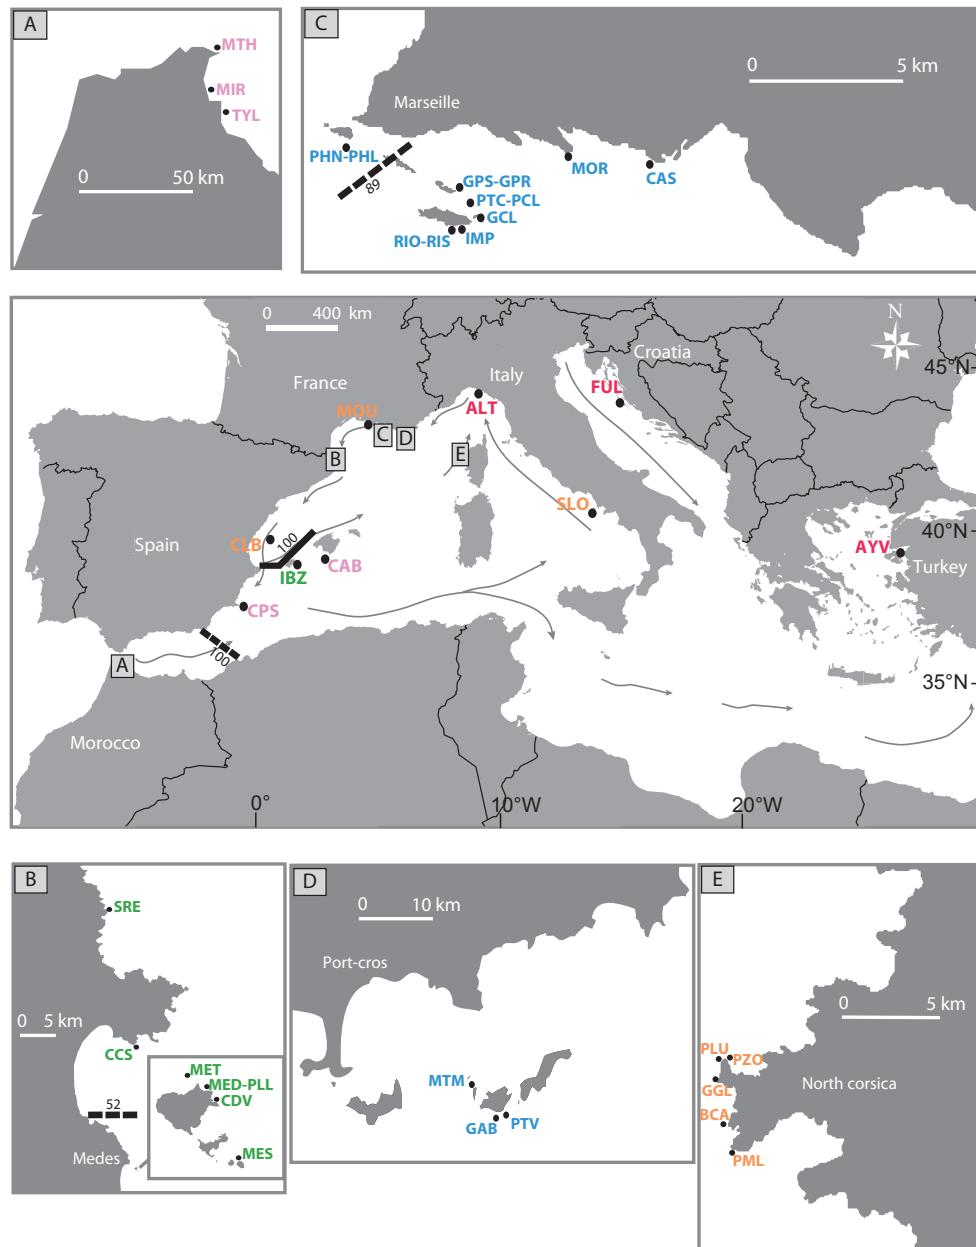 A
MTH
MIR
TYL
0 50 km
C
0 5 km
Marseille
PHN-PHL
89
MOR
CAS
GPS-GPR
PTC-PCL
GCL
RIO-RIS
IMP
0 400 km
N
Croatia
45°N
France
Italy
FUL
ALT
MOU
C
D
B
E
SLO
40°N
Spain
CLB
100
AYV
CAB
IBZ
Turkey
CPS
100
A
35°N
Morocco
0°
10°W
20°W
B
SRE
0 5 km
CCS
MET
MED-PLL
CDV
52
MES
Medes
D
0 10 km
Port-cros
MTM
GAB
PTV
E
0 5 km
PLU
PZO
North corsica
GGL
BCA
PML